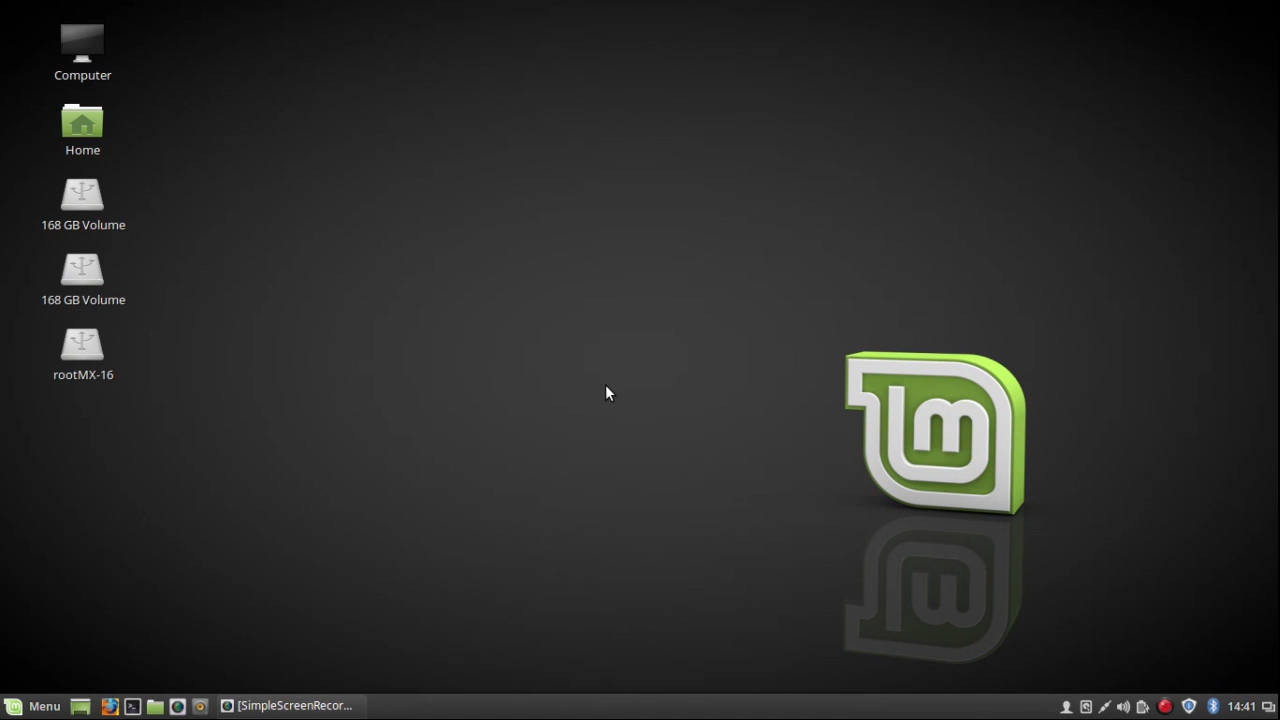 Computer
Home
168 GB Volume
168 GB Volume
rootMX-16
Menu
[SimpleScreenRecor...
14:41